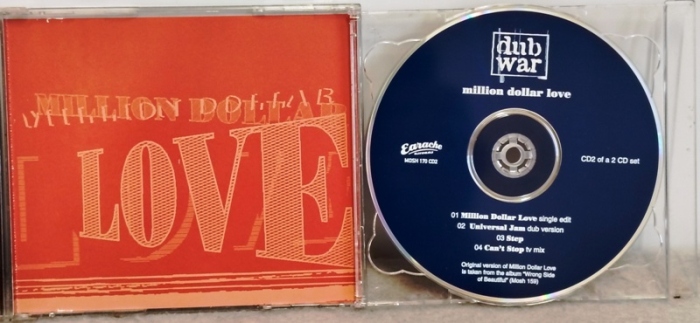 MILLION DOLLAR
LOVE
dub
war
million dollar love
Earache
MOSH 170 CD2
CD2 of a 2 CD set
01 Million Dollar Love single edit
02 Universal Jam dub version
03 Step
04 Can't Stop tv mix
Original version of Million Dollar Love
is taken from the album "Wrong Side
of Beautiful" (Mosh 159)